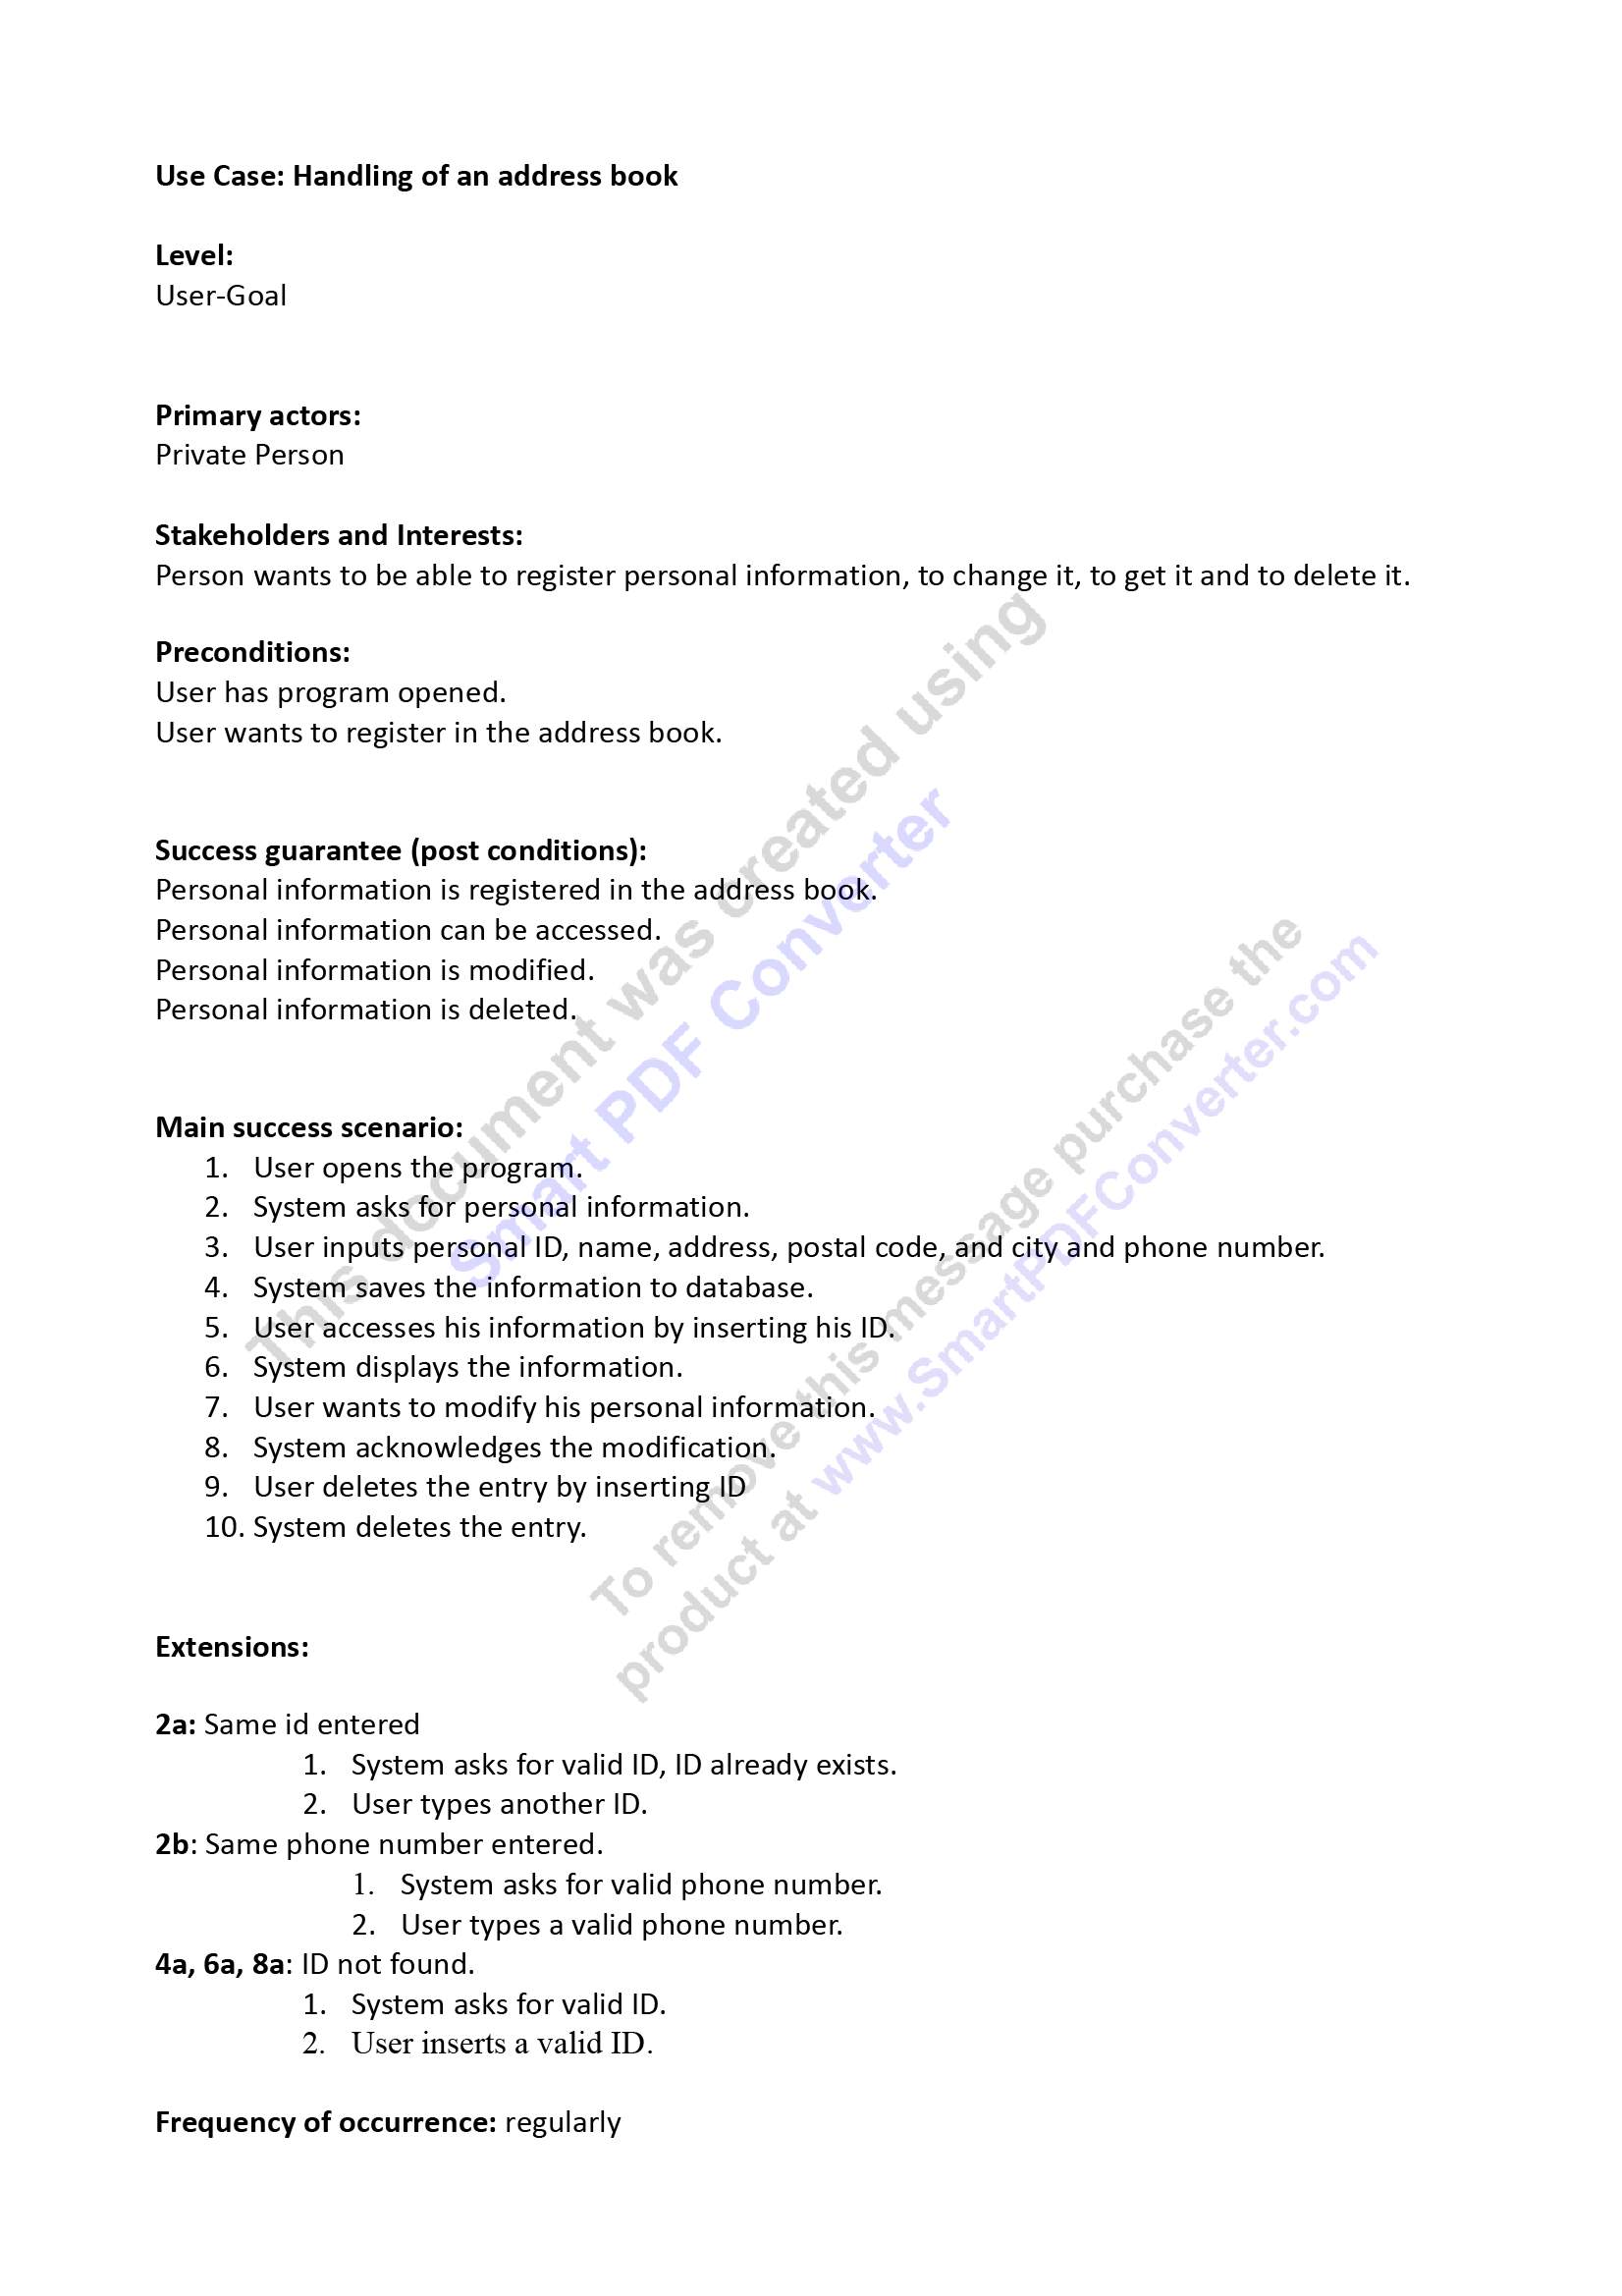 Use Case: Handling of an address book
Level:
User-Goal
Primary actors:
Private Person
Stakeholders and Interests:
Person wants to be able to register personal information, to change it, to get it and to delete it.
Preconditions:
User has program opened.
User wants to register in the address book.
Success guarantee (post conditions):
Personal information is registered in the address book.
Personal information can be accessed.
Personal information is modified.
Personal information is deleted.
Main success scenario:
1. User opens the program.
2. System asks for personal information.
3. User inputs personal ID, name, address, postal code, and city and phone number.
4. System saves the information to database.
5. User accesses his information by inserting his ID.
6. System displays the information.
7. User wants to modify his personal information.
8. System acknowledges the modification.
9. User deletes the entry by inserting ID
10. System deletes the entry.
Extensions:
2a: Same id entered
1. System asks for valid ID, ID already exists.
2. User types another ID.
2b: Same phone number entered.
1. System asks for valid phone number.
2. User types a valid phone number.
4a, 6a, 8a: ID not found.
1. System asks for valid ID.
2. User inserts a valid ID.
Frequency of occurrence: regularly
This document was created using
Smart PDF Converter
To remove this message purchase the
product at www.SmartPDFConverter.com